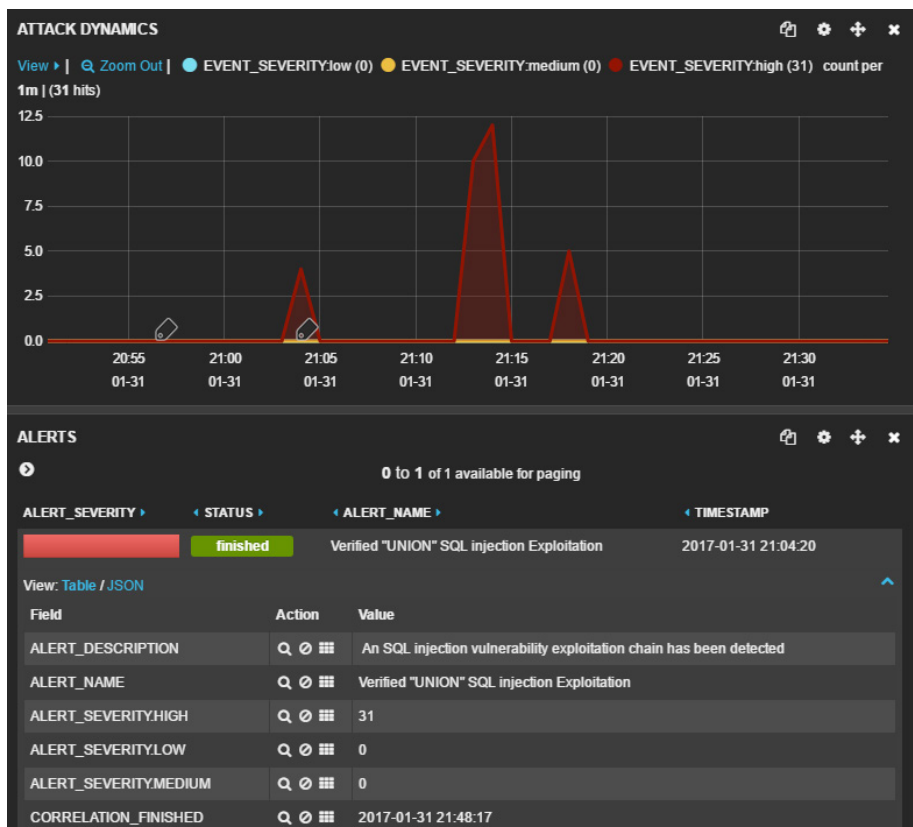 ATTACK DYNAMICS
View | Zoom Out | EVENT_SEVERITY:low (0) EVENT_SEVERITY:medium (0) EVENT_SEVERITY:high (31) count per
1m | (31 hits)
12.5
10.0
7.5
5.0
2.5
0.0
20:55 21:00 21:05 21:10 21:15 21:20 21:25 21:30
01-31 01-31 01-31 01-31 01-31 01-31 01-31 01-31
ALERTS
0 to 1 of 1 available for paging
ALERT_SEVERITY STATUS ALERT_NAME TIMESTAMP
finished Verified "UNION" SQL injection Exploitation 2017-01-31 21:04:20
View: Table / JSON
Field Action Value
ALERT_DESCRIPTION An SQL injection vulnerability exploitation chain has been detected
ALERT_NAME Verified "UNION" SQL injection Exploitation
ALERT_SEVERITY.HIGH 31
ALERT_SEVERITY.LOW 0
ALERT_SEVERITY.MEDIUM 0
CORRELATION_FINISHED 2017-01-31 21:48:17